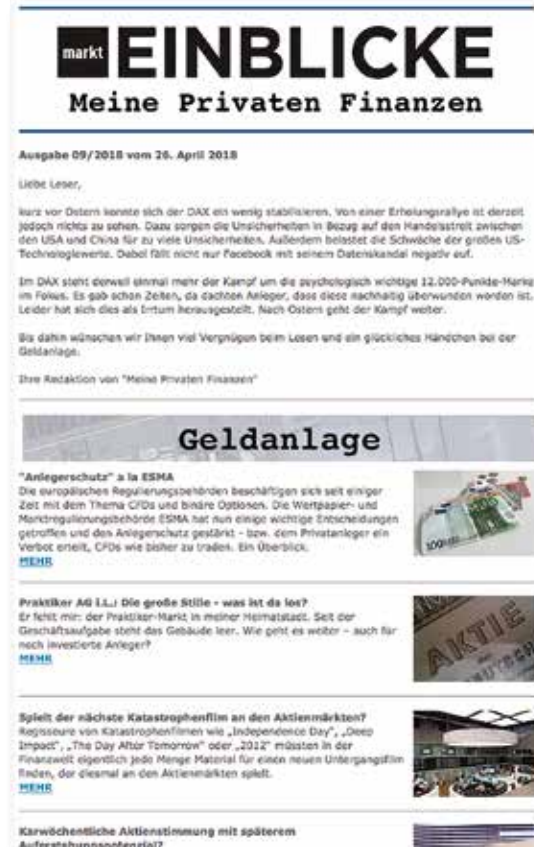 markt EINBLICKE
Meine Privaten Finanzen
Ausgabe 09/2018 vom 26. April 2018
Liebe Leser,
kurz vor Ostern konnte sich der DAX ein wenig stabilisieren. Von einer Erholungsrallye ist derzeit
jedoch nichts zu sehen. Dazu sorgen die Unsicherheiten in Bezug auf den Handelsstreit zwischen
den USA und China für zu viele Unsicherheiten. Außerdem belastet die Schwäche der großen US-
Technologiewerte. Dabei fällt nicht nur Facebook mit seinem Datenskandal negativ auf.
Im DAX steht derweil einmal mehr der Kampf um die psychologisch wichtige 12.000-Punkte-Marke
im Fokus. Es gab schon Zeiten, da dachten Anleger, dass diese nachhaltig überwunden worden ist.
Leider hat sich dies als Irrtum herausgestellt. Nach Ostern geht der Kampf weiter.
Bis dahin wünschen wir Ihnen viel Vergnügen beim Lesen und ein glückliches Händchen bei der
Geldanlage.
Ihre Redaktion von "Meine Privaten Finanzen"
Geldanlage
"Anlegerschutz" a la ESMA
Die europäischen Regulierungsbehörden beschäftigen sich seit einiger
Zeit mit dem Thema CFDs und binäre Optionen. Die Wertpapier- und
Marktregulierungsbehörde ESMA hat nun einige wichtige Entscheidungen
getroffen und den Anlegerschutz gestärkt - bzw. dem Privatanleger ein
Verbot erteilt, CFDs wie bisher zu traden. Ein Überblick.
MEHR
100 EURO
Praktiker AG i.L.: Die große Stille - was ist da los?
Er fehlt mir: der Praktiker-Markt in meiner Heimatstadt. Seit der
Geschäftsaufgabe steht das Gebäude leer. Wie geht es weiter – auch für
noch investierte Anleger?
MEHR
AKTIE
Spielt der nächste Katastrophenfilm an den Aktienmärkten?
Regisseure von Katastrophenfilmen wie „Independence Day", „Deep
Impact", „The Day After Tomorrow" oder „2012" müssten in der
Finanzwelt eigentlich jede Menge Material für einen neuen Untergangsfilm
finden, der diesmal an den Aktienmärkten spielt.
MEHR
Karwöchentliche Aktienstimmung mit späterem
Auferstehungspotenzial?